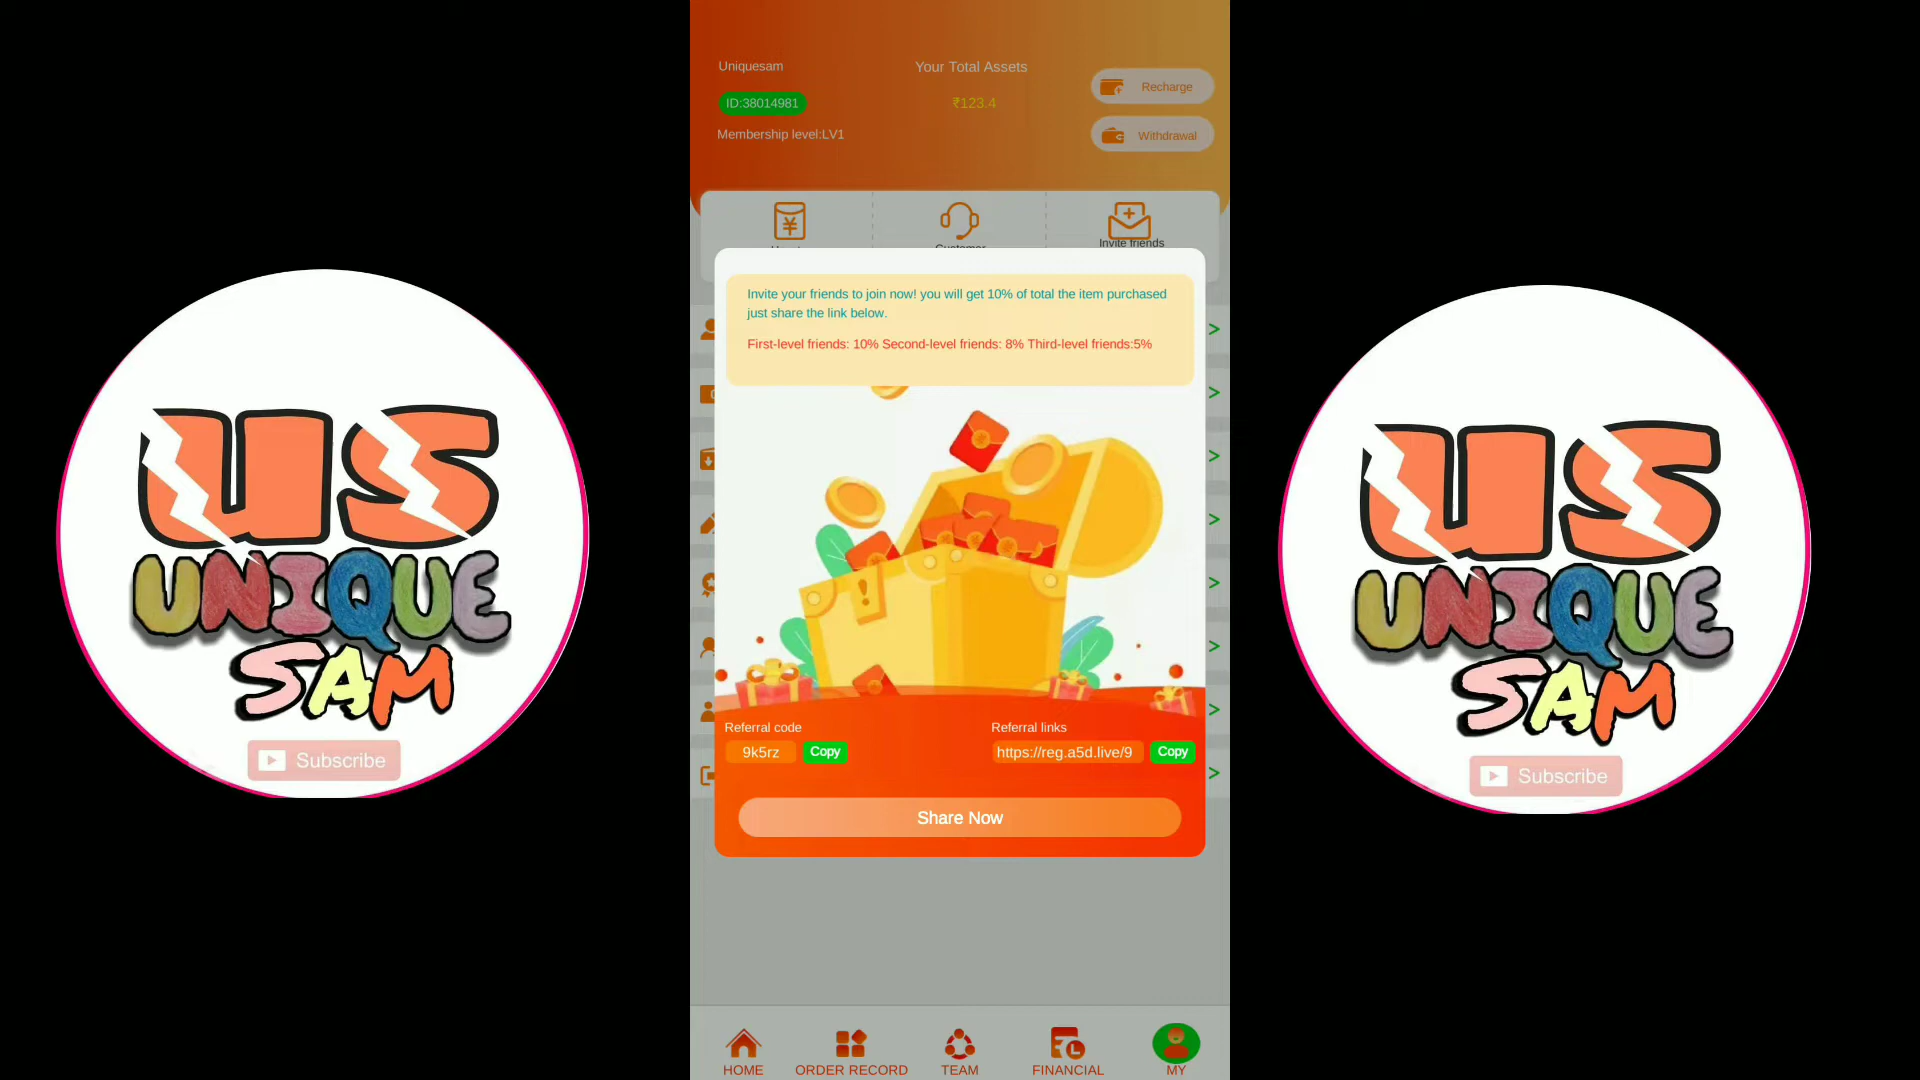 Uniquesam
Your Total Assets
Recharge
ID:38014981
₹123.4
Membership level:LV1
Withdrawal
Customer
Invite friends
Invite your friends to join now! you will get 10% of total the item purchased
just share the link below.
First-level friends: 10% Second-level friends: 8% Third-level friends:5%
Referral code
Referral links
9k5rz
Copy
https://reg.a5d.live/9
Copy
Share Now
HOME
ORDER RECORD
TEAM
FINANCIAL
MY
US
UNIQUE
SAM
Subscribe
US
UNIQUE
SAM
Subscribe